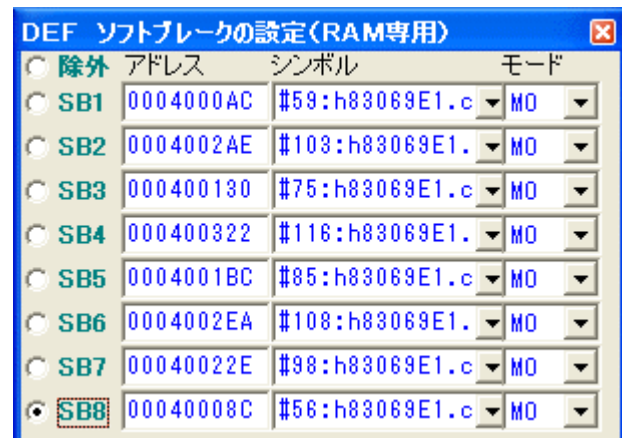 DEF ソフトブレークの設定(RAM専用)
除外 アドレス シンボル モード
SB1 0004000AC #59:h83069E1.c MO
SB2 0004002AE #103:h83069E1. MO
SB3 000400130 #75:h83069E1.c MO
SB4 000400322 #116:h83069E1. MO
SB5 0004001BC #85:h83069E1.c MO
SB6 0004002EA #108:h83069E1. MO
SB7 00040022E #98:h83069E1.c MO
SB8 00040008C #56:h83069E1.c MO